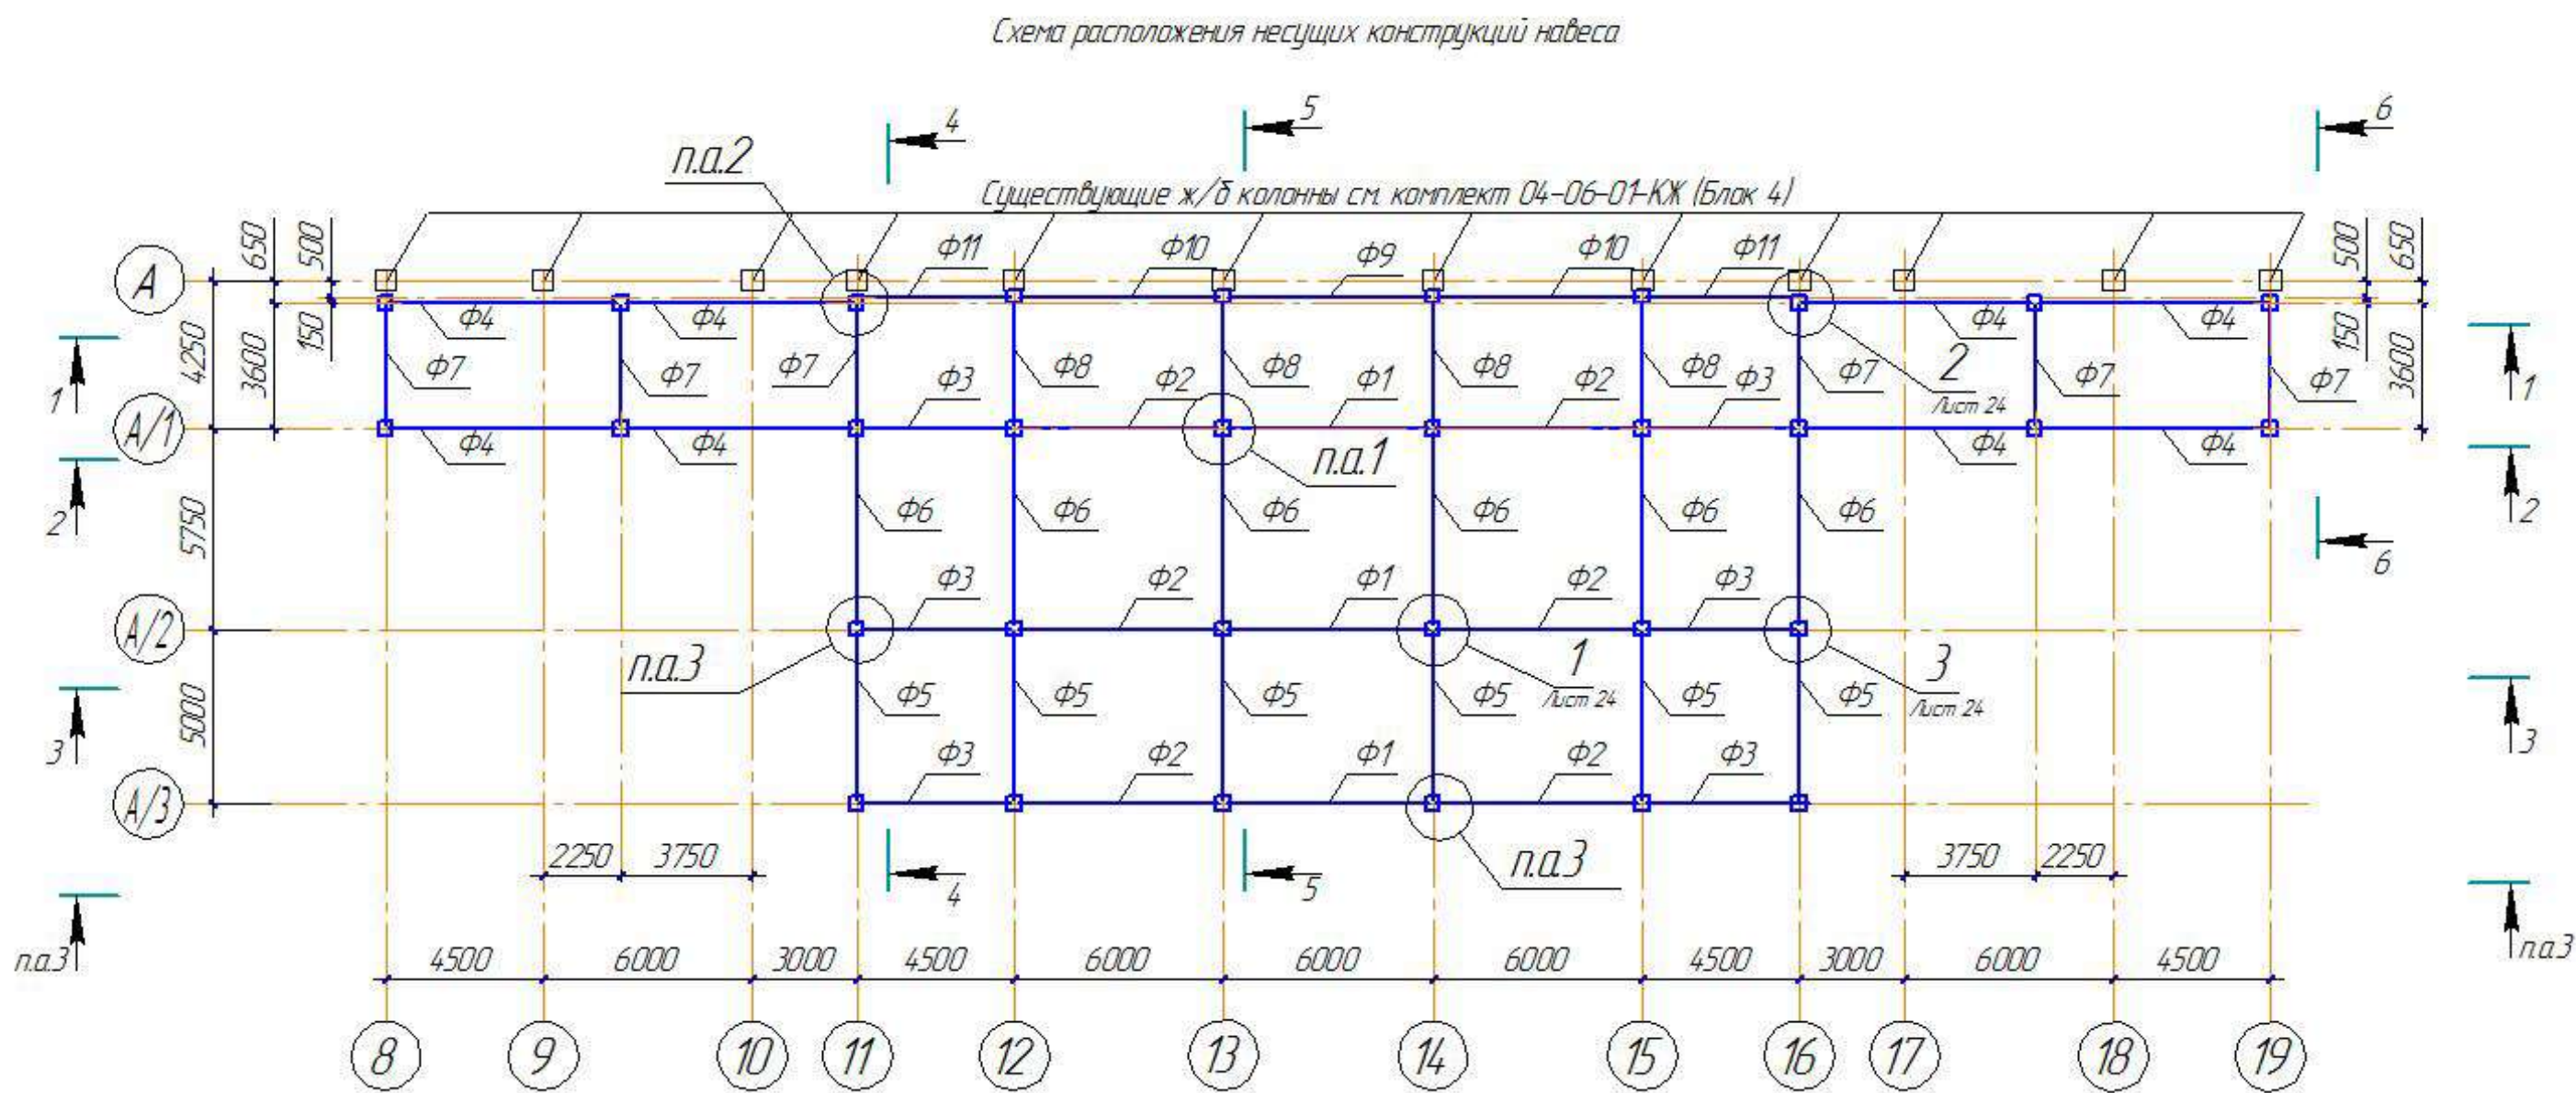 Схема расположения несущих конструкций навеса
4 5 6
п.а.2
Существующие ж/б колонны см. комплект 04-06-01-КЖ (Блок 4)
650 500 500 650
Ф11 Ф10 Ф9 Ф10 Ф11
А
Ф4 Ф4 Ф4 Ф4
4250 3600 150 150 3600
1 Ф7 Ф7 Ф7 Ф3 Ф8 Ф2 Ф8 Ф1 Ф8 Ф2 Ф8 Ф3 Ф7 2 Ф7 Ф7 1
Лист 24
А/1
Ф4 Ф4 п.а.1 Ф4 Ф4
2 5750 Ф6 Ф6 Ф6 Ф6 Ф6 Ф6 2
6
Ф3 Ф2 Ф1 Ф2 Ф3
А/2
п.а.3 1 3
Лист 24 Лист 24
3 5000 Ф5 Ф5 Ф5 Ф5 Ф5 Ф5 3
Ф3 Ф2 Ф1 Ф2 Ф3
А/3
2250 3750 п.а.3 3750 2250
4 5
п.а.3 п.а.3
4500 6000 3000 4500 6000 6000 6000 4500 3000 6000 4500
8 9 10 11 12 13 14 15 16 17 18 19